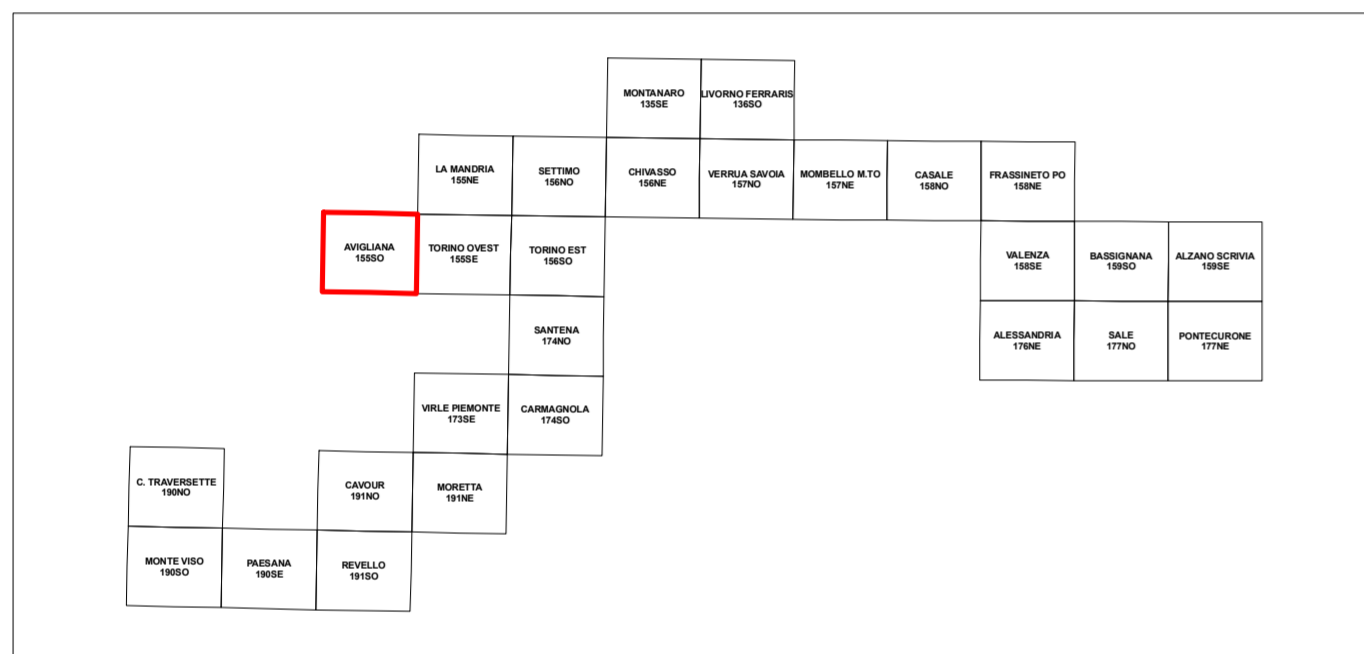 MONTANARO
135SE
LIVORNO FERRARIS
136SO
LA MANDRIA
155NE
SETTIMO
156NO
CHIVASSO
156NE
VERRUA SAVOIA
157NO
MOMBELLO M.TO
157NE
CASALE
158NO
FRASSINETO PO
158NE
AVIGLIANA
155SO
TORINO OVEST
155SE
TORINO EST
156SO
VALENZA
158SE
BASSIGNANA
159SO
ALZANO SCRIVIA
159SE
SANTENA
174NO
ALESSANDRIA
176NE
SALE
177NO
PONTECURONE
177NE
VIRLE PIEMONTE
173SE
CARMAGNOLA
174SO
C. TRAVERSETTE
190NO
CAVOUR
191NO
MORETTA
191NE
MONTE VISO
190SO
PAESANA
190SE
REVELLO
191SO